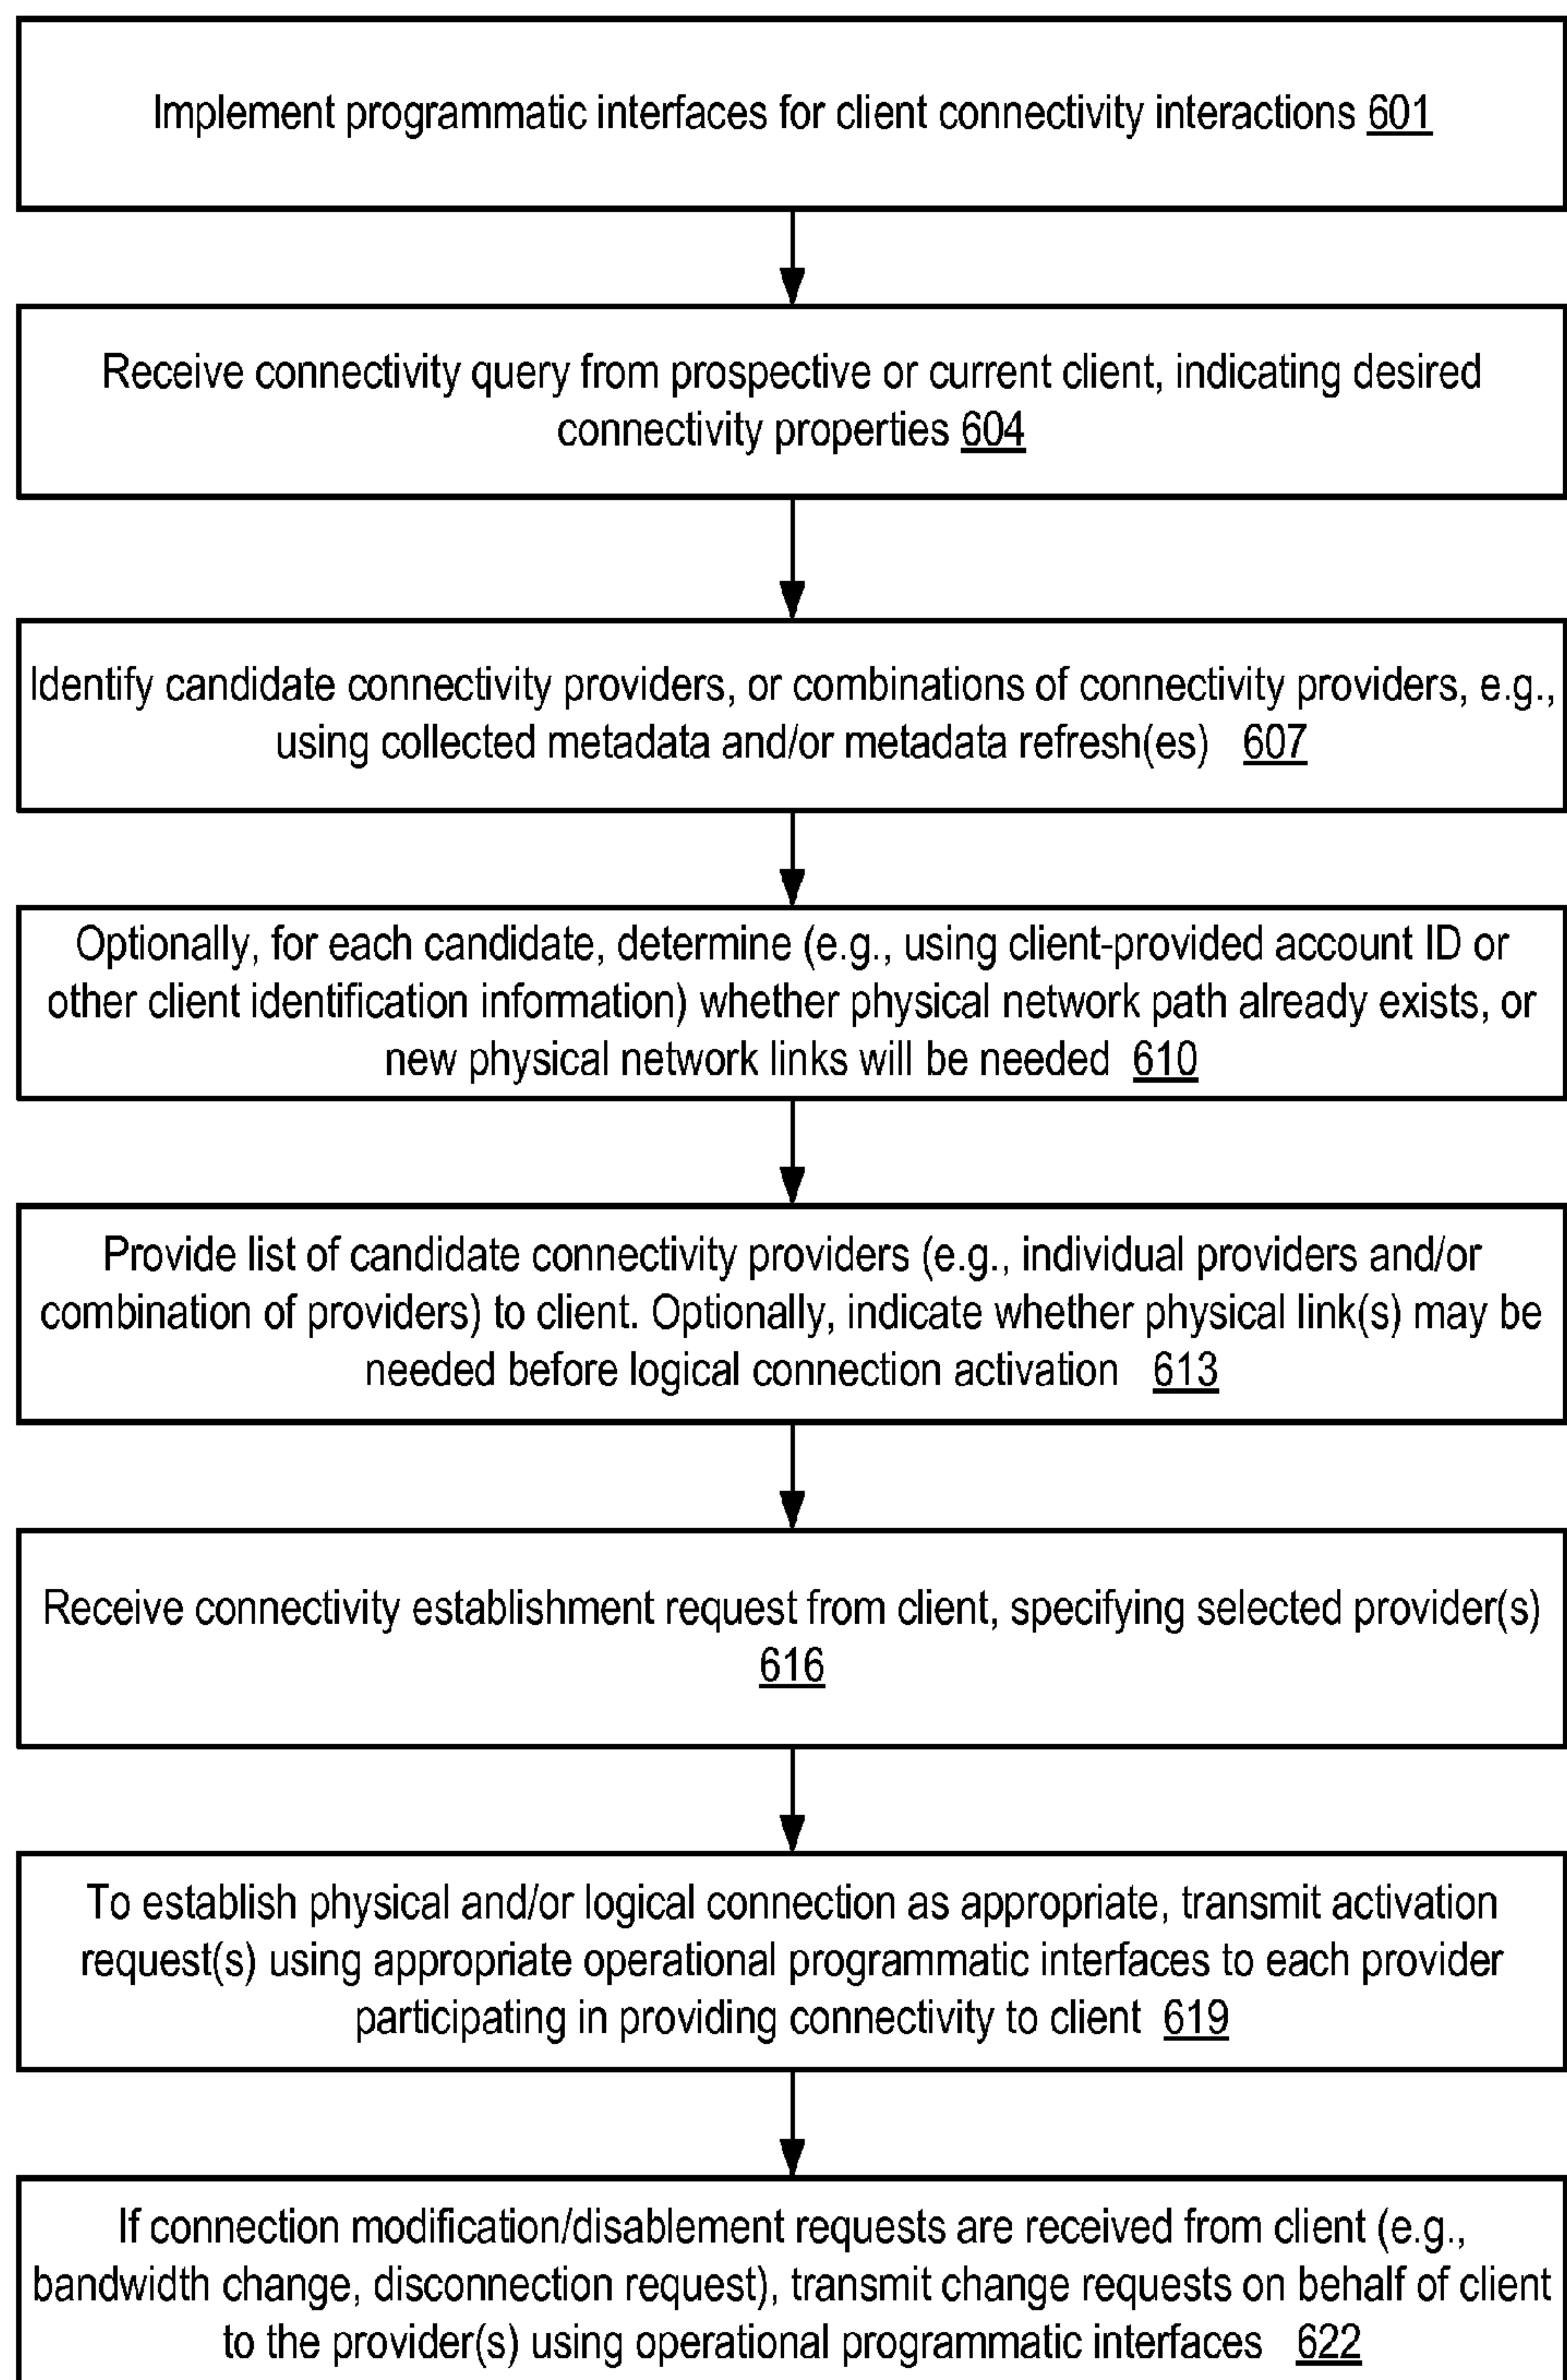 Implement programmatic interfaces for client connectivity interactions 601
Receive connectivity query from prospective or current client, indicating desired
connectivity properties 604
Identify candidate connectivity providers, or combinations of connectivity providers, e.g.,
using collected metadata and/or metadata refresh(es) 607
Optionally, for each candidate, determine (e.g., using client-provided account ID or
other client identification information) whether physical network path already exists, or
new physical network links will be needed 610
Provide list of candidate connectivity providers (e.g., individual providers and/or
combination of providers) to client. Optionally, indicate whether physical link(s) may be
needed before logical connection activation 613
Receive connectivity establishment request from client, specifying selected provider(s)
616
To establish physical and/or logical connection as appropriate, transmit activation
request(s) using appropriate operational programmatic interfaces to each provider
participating in providing connectivity to client 619
If connection modification/disablement requests are received from client (e.g.,
bandwidth change, disconnection request), transmit change requests on behalf of client
to the provider(s) using operational programmatic interfaces 622